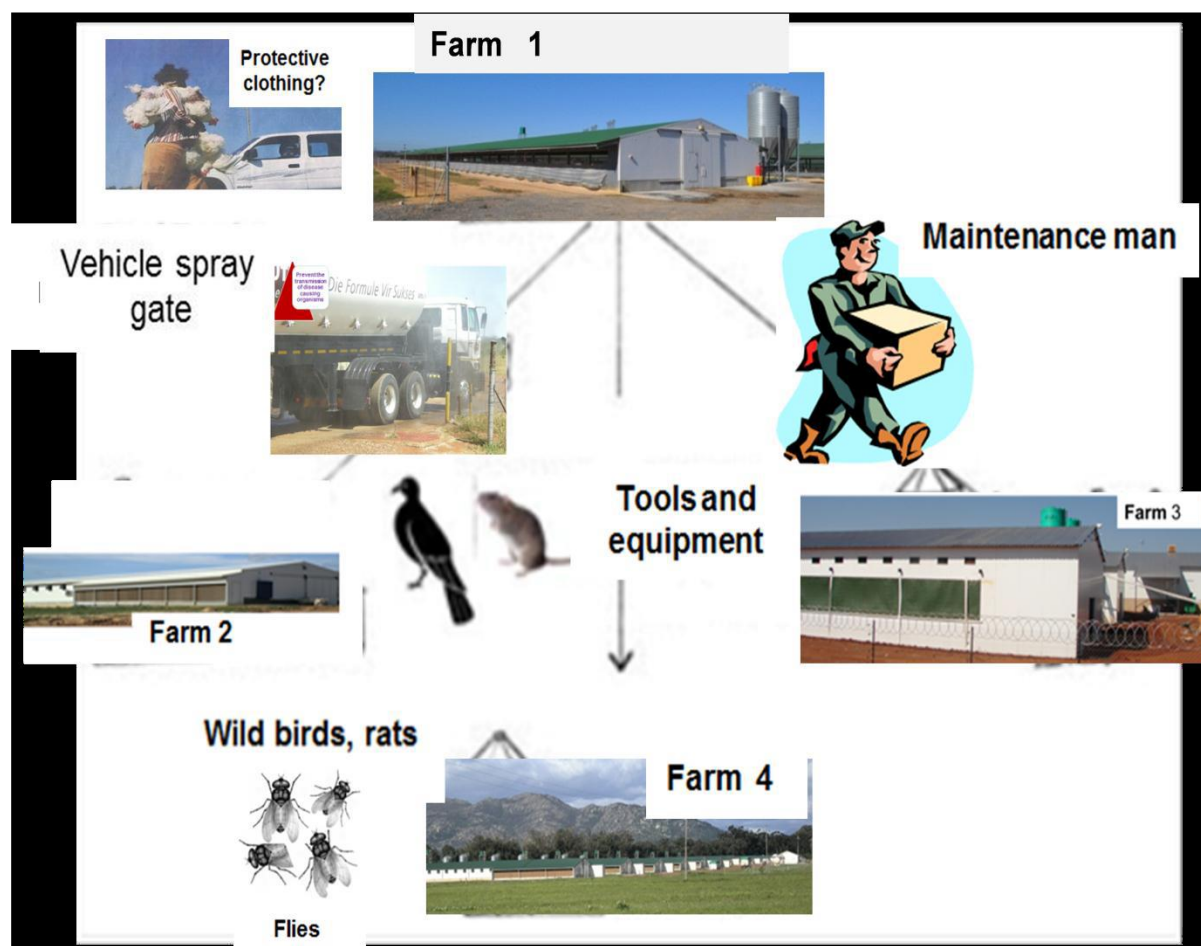 Farm 1
Protective
clothing?
Maintenance man
Vehicle spray
gate
Prevent the
transmission
of disease
causing
organisms
Die Formule Vir Sukses
Tools and
equipment
Farm 3
Farm 2
Wild birds, rats
Farm 4
Flies